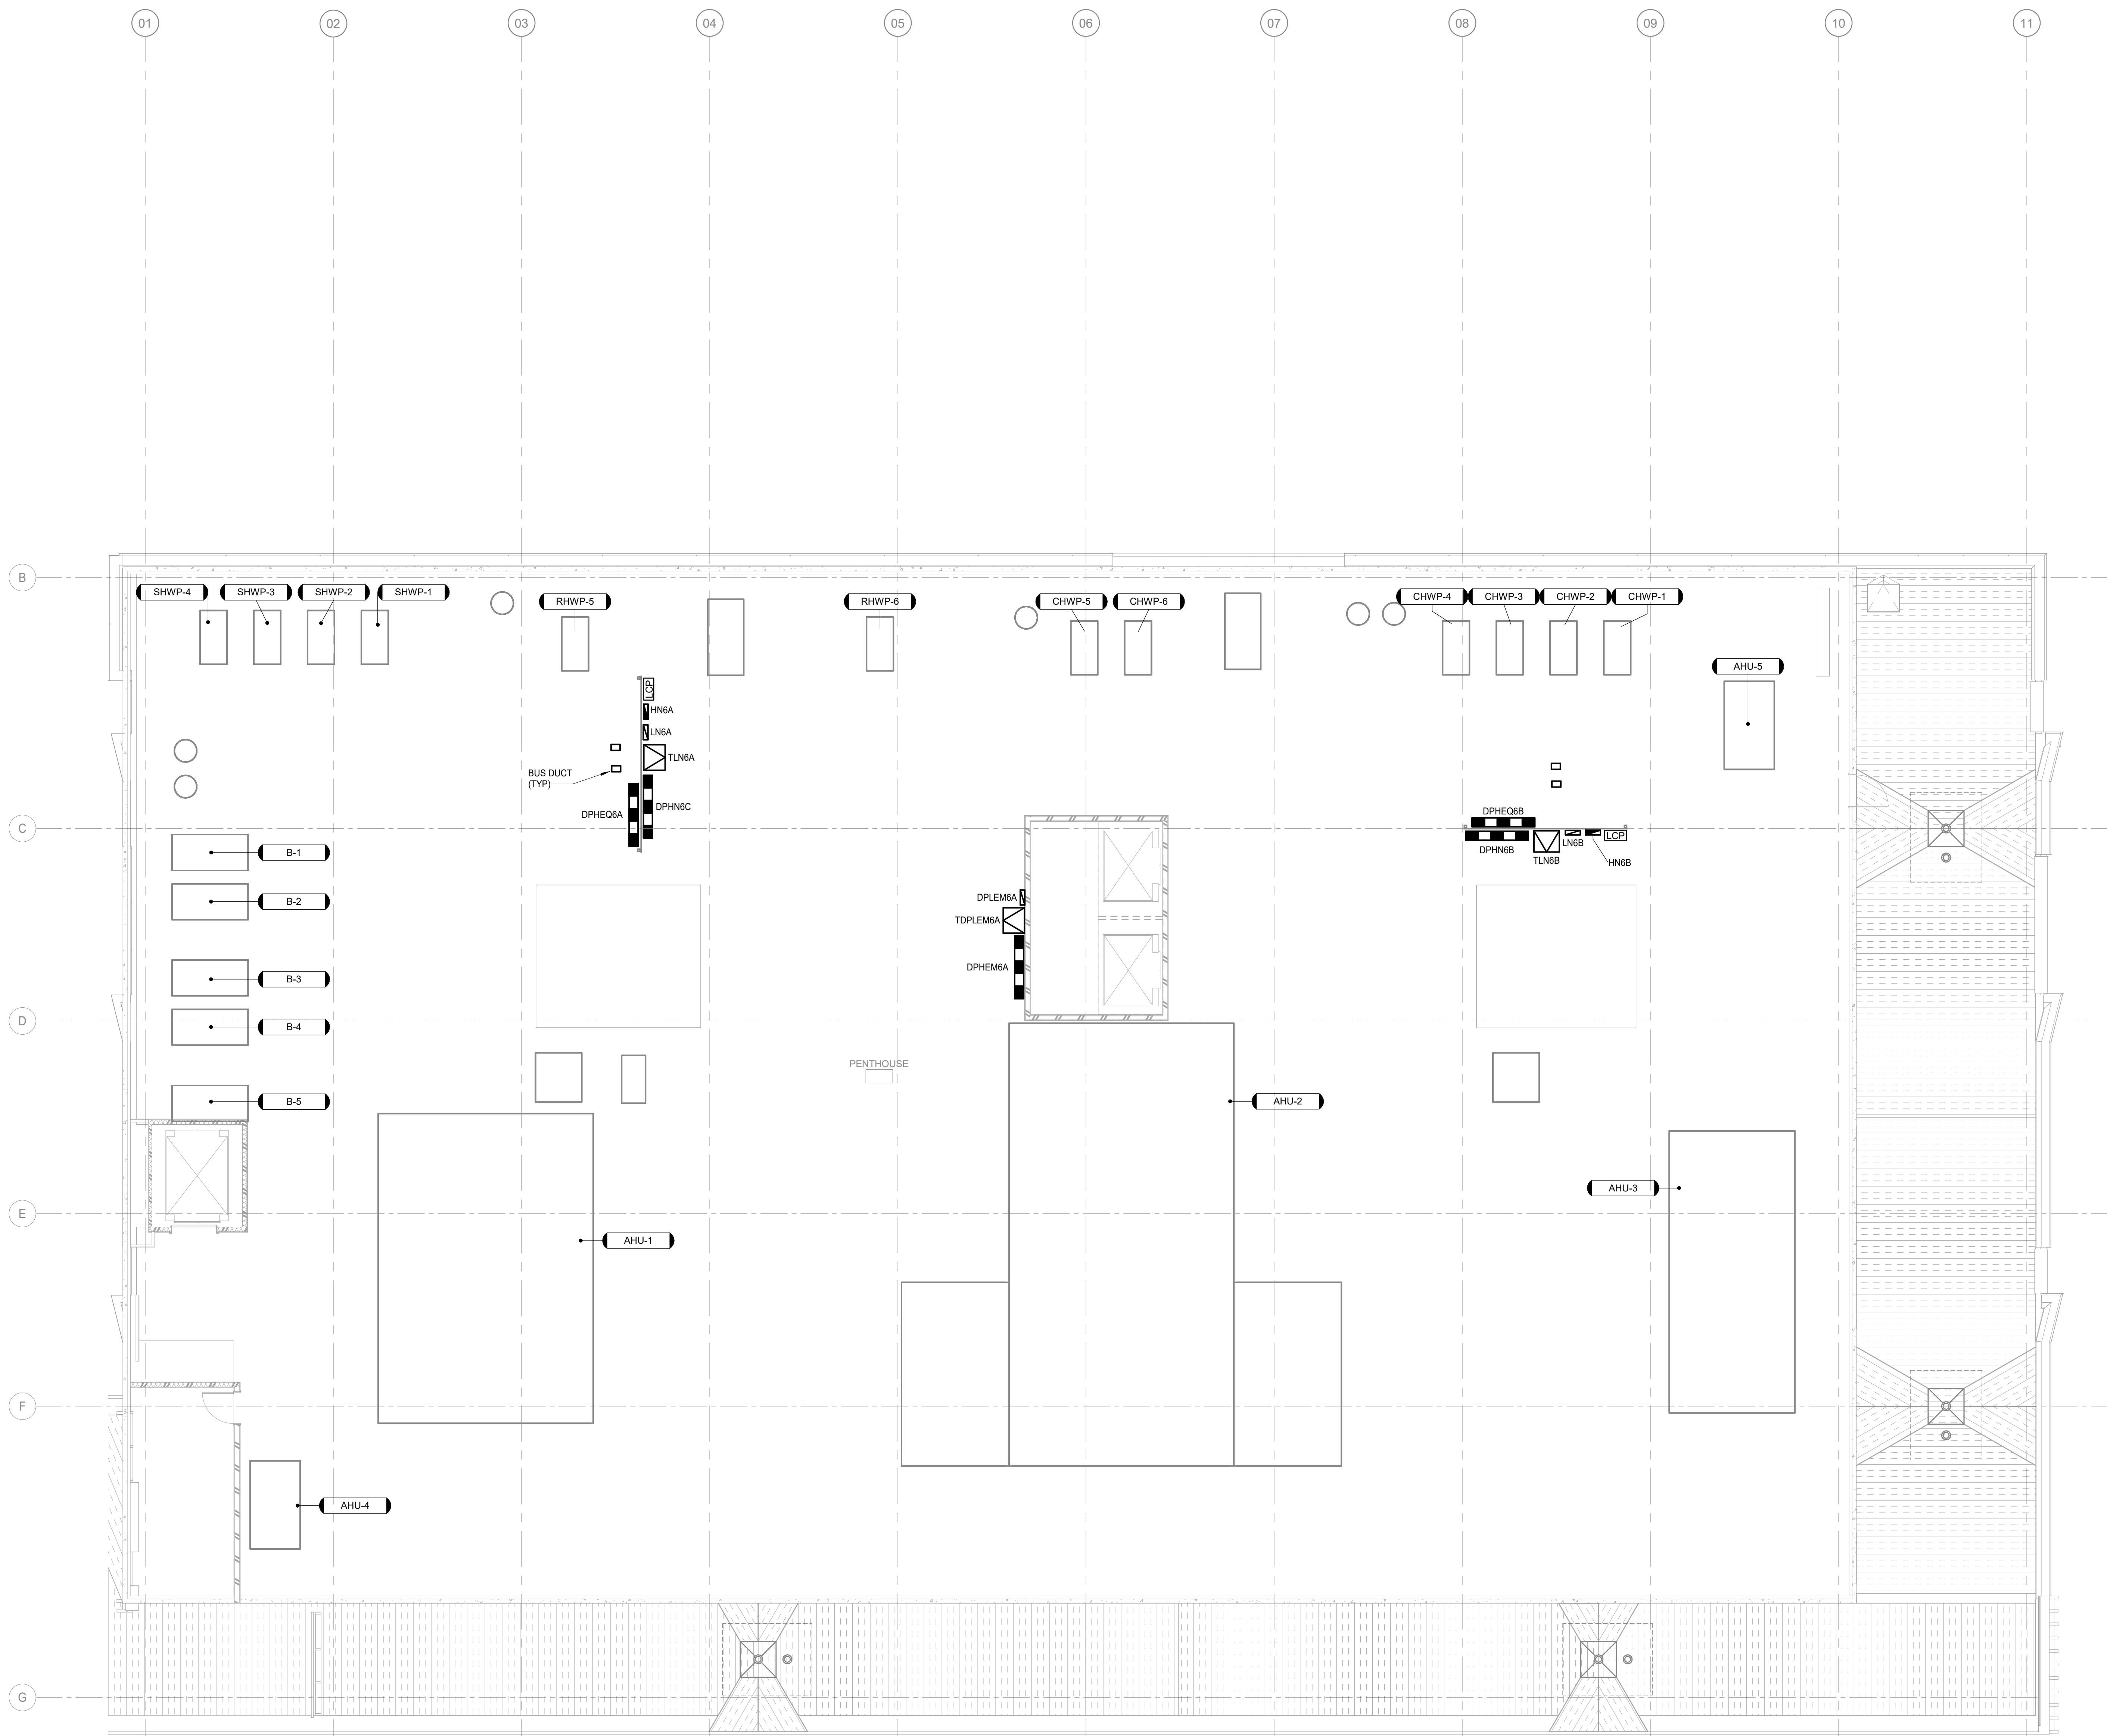 01
02
03
04
05
06
07
08
09
10
11
B
SHWP-4
SHWP-3
SHWP-2
SHWP-1
RHWP-5
RHWP-6
CHWP-5
CHWP-6
CHWP-4
CHWP-3
CHWP-2
CHWP-1
AHU-5
LCP
HN6A
LN6A
TLN6A
BUS DUCT
(TYP)
DPHEQ6A
DPHN6C
DPHEQ6B
C
DPHN6B
TLN6B
LN6B
LCP
HN6B
B-1
B-2
DPLEM6A
TDPLEM6A
DPHEM6A
B-3
D
B-4
PENTHOUSE
B-5
AHU-2
AHU-3
E
AHU-1
F
AHU-4
G